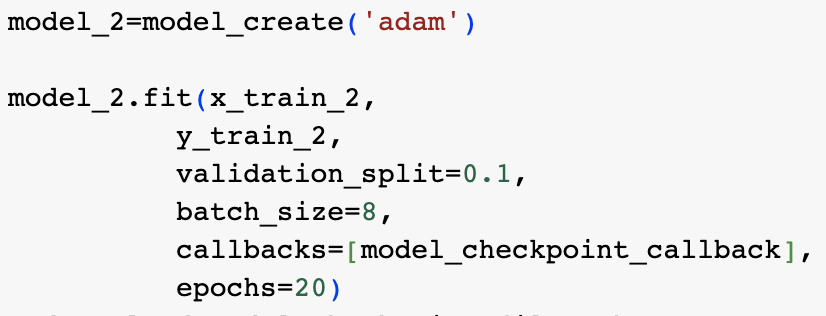 model_2=model_create('adam')
model_2.fit(x_train_2,
y_train_2,
validation_split=0.1,
batch_size=8,
callbacks=[model_checkpoint_callback],
epochs=20)